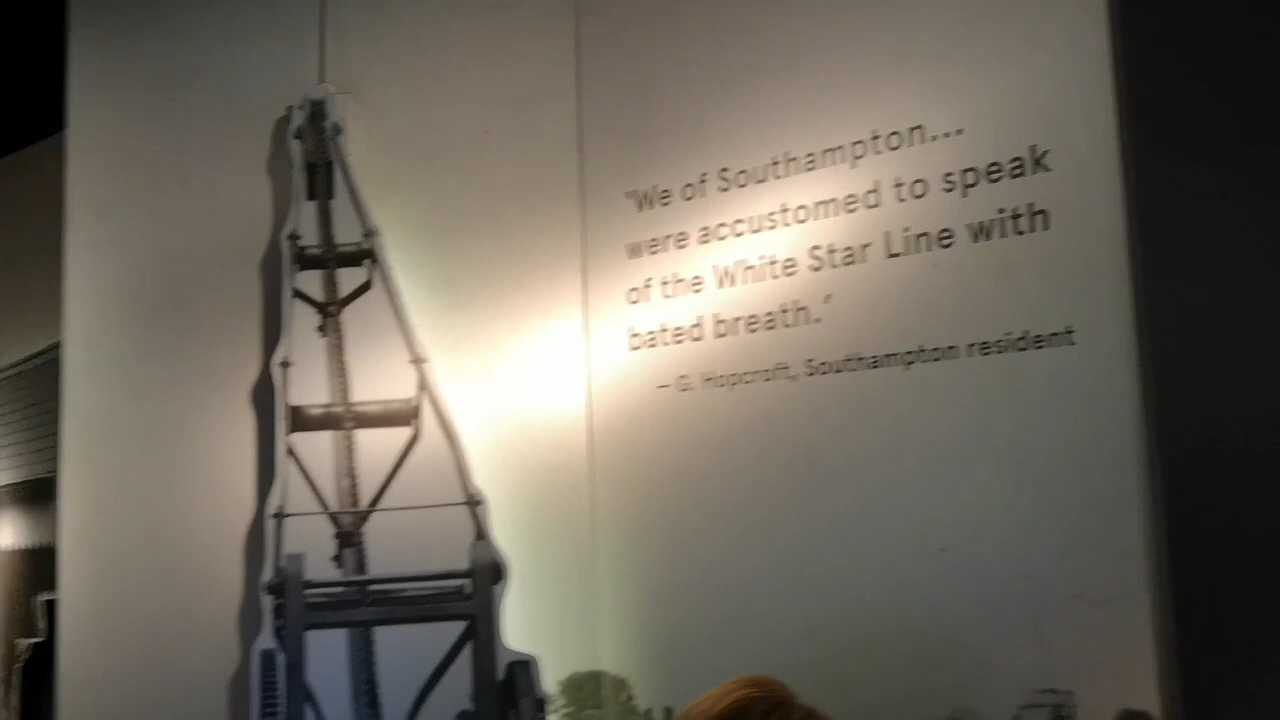 'We of Southampton...
were accustomed to speak
of the White Star Line with
bated breath.'
– G. Hopcroft, Southampton resident